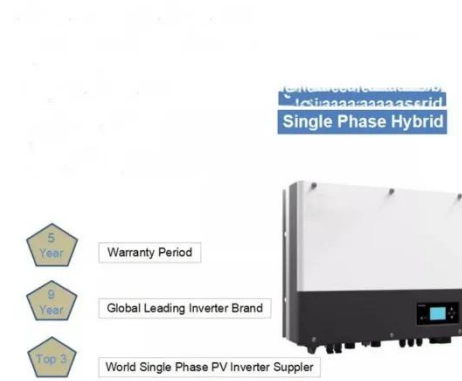 Single Phase Hybrid
5
Year
Warranty Period
9
Year
Global Leading Inverter Brand
Top 3
World Single Phase PV Inverter Suppler